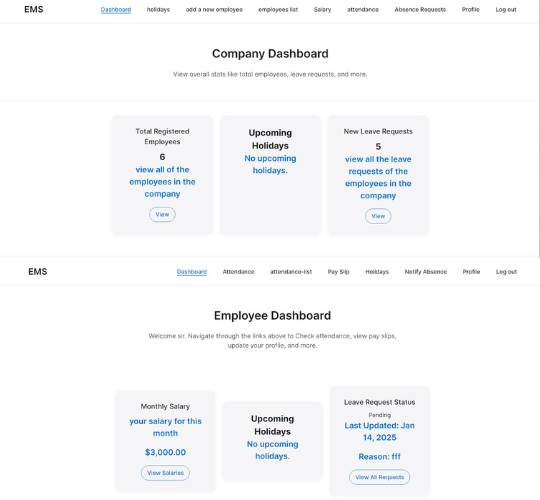 EMS Dashboard holidays add a new employee employees list Salary attendance Absence Requests Profile Log out
Company Dashboard
View overall stats like total employees, leave requests, and more.
Total Registered
Employees
6
view all of the
employees in the
company
View
Upcoming
Holidays
No upcoming
holidays.
New Leave Requests
5
view all the leave
requests of the
employees in the
company
View
EMS Dashboard Attendance attendance-list Pay Slip Holidays Notify Absence Profile Log out
Employee Dashboard
Welcome sir. Navigate through the links above to Check attendance, view pay slips,
update your profile, and more.
Monthly Salary
your salary for this
month
$3,000.00
View Salaries
Upcoming
Holidays
No upcoming
holidays.
Leave Request Status
Pending
Last Updated: Jan
14, 2025
Reason: fff
View All Requests